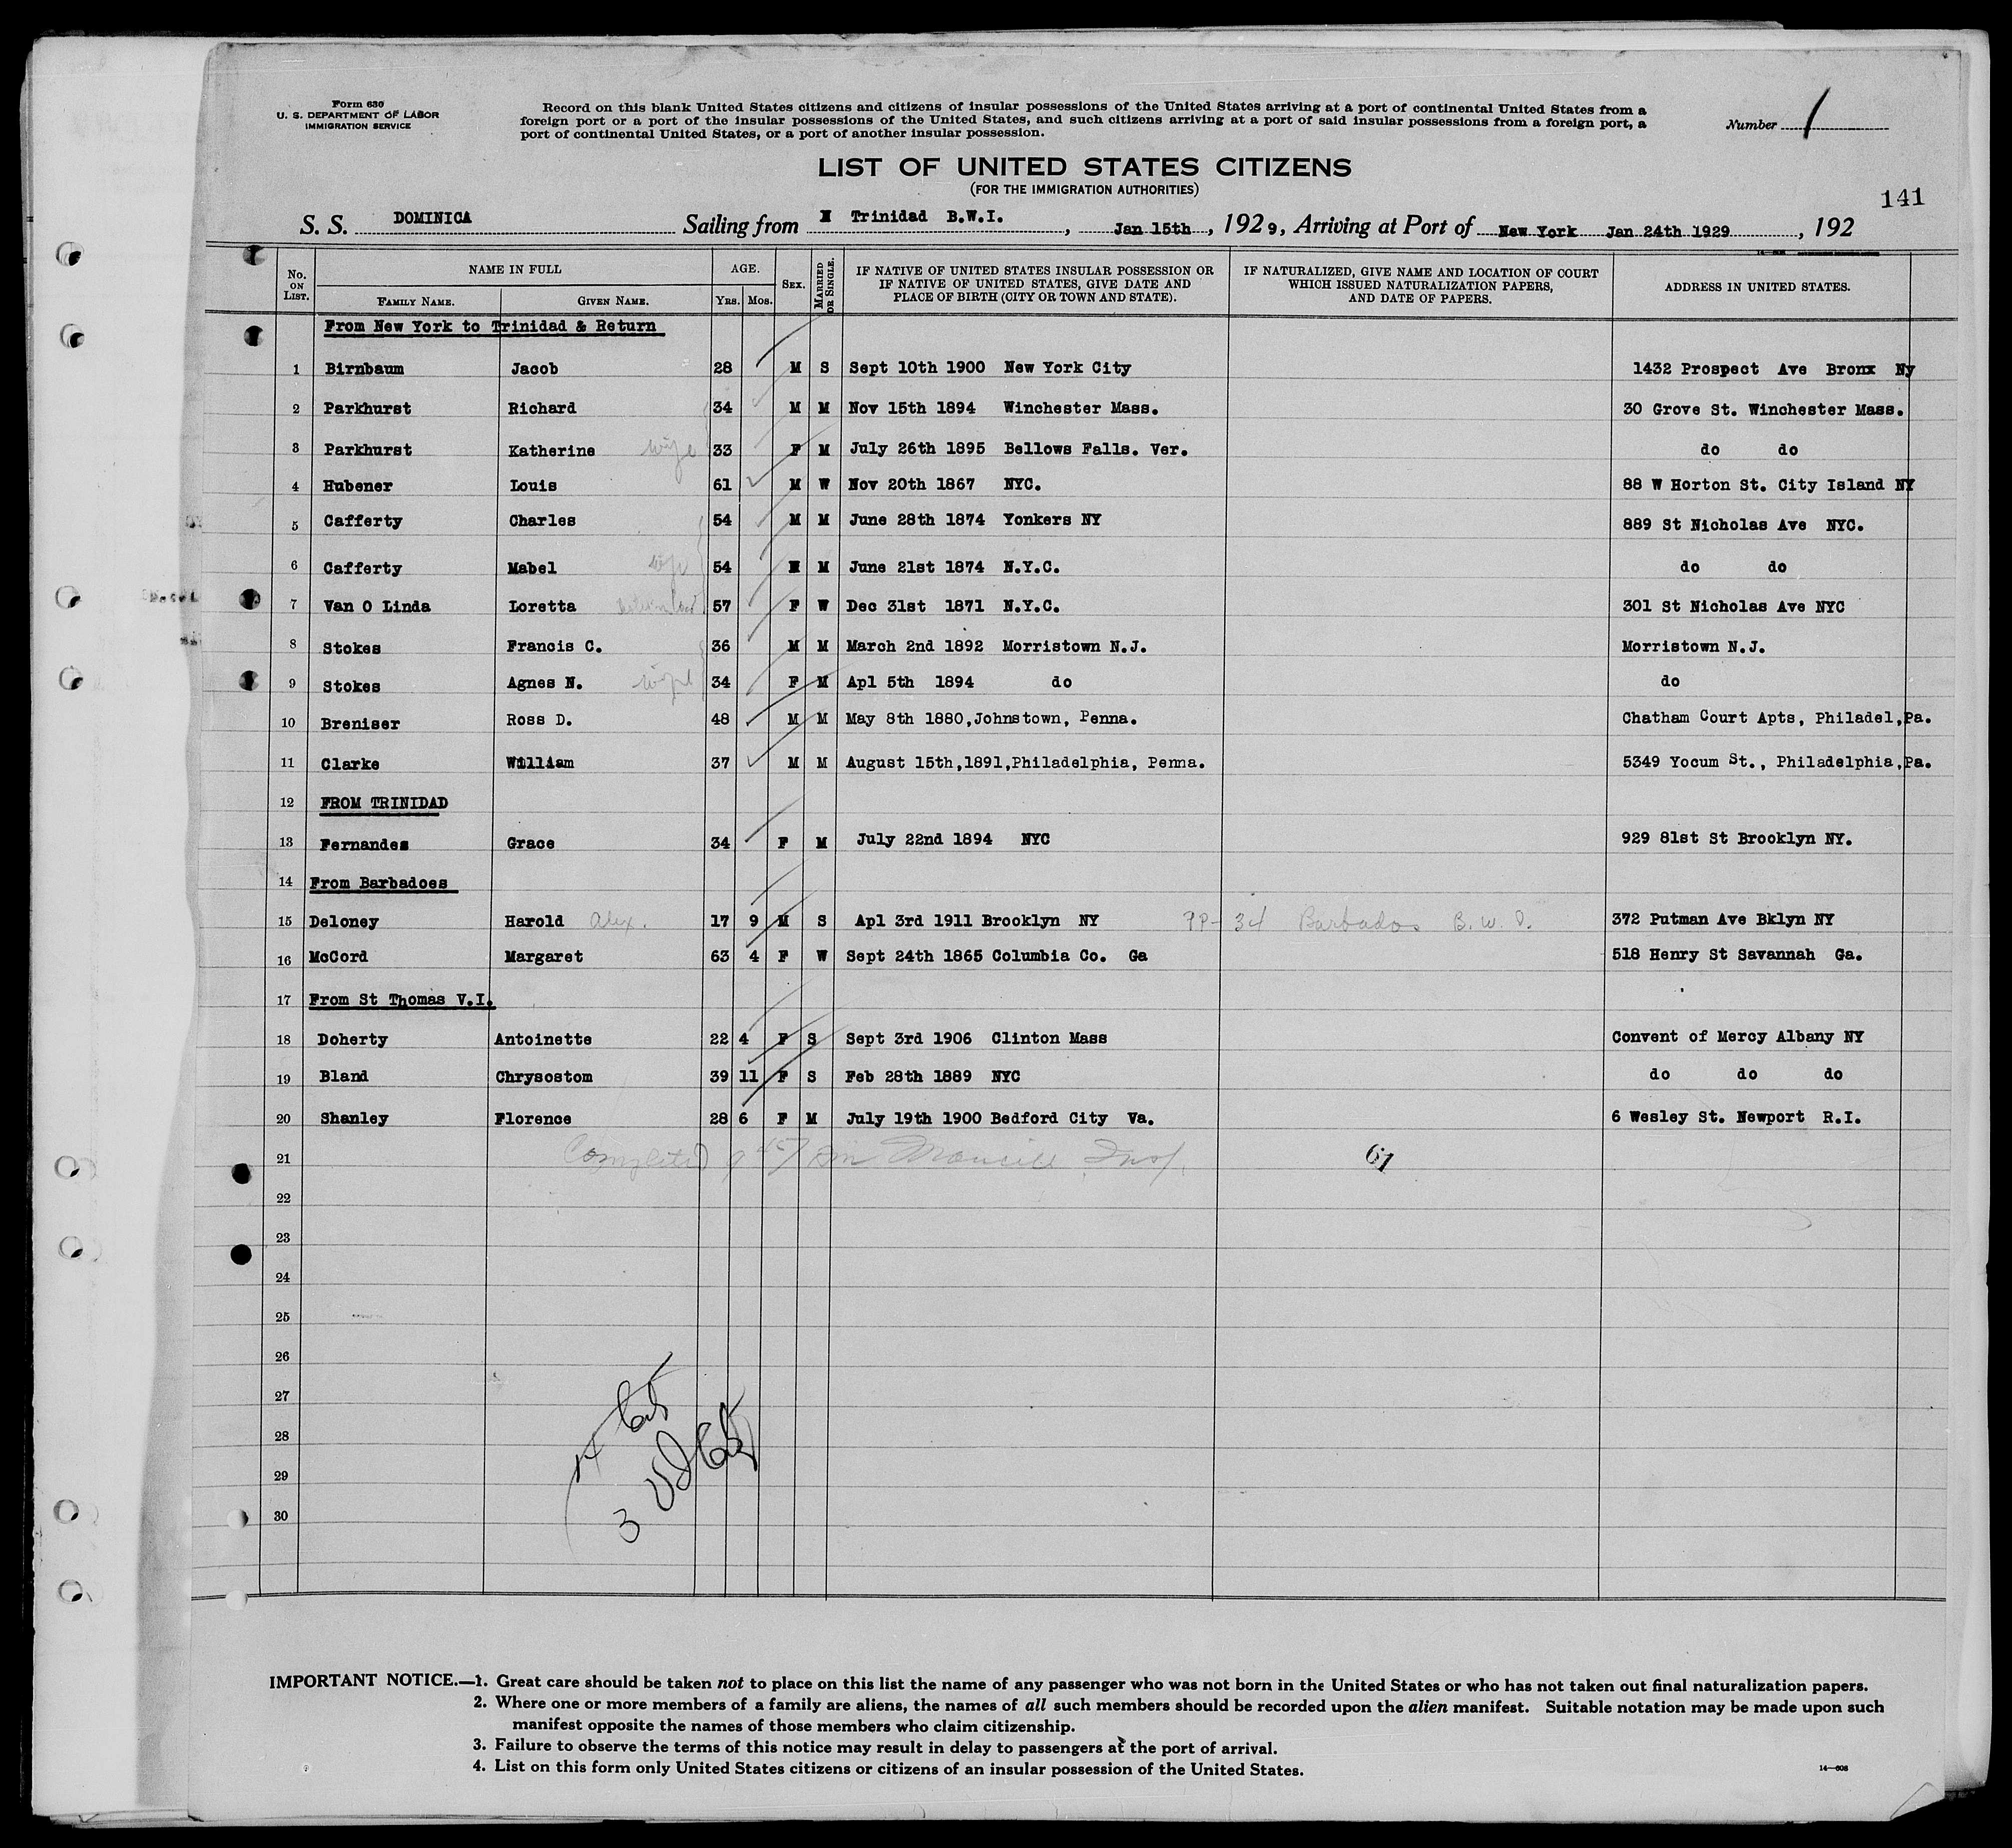 Form 630
U. S. DEPARTMENT OF LABOR
IMMIGRATION SERVICE
Record on this blank United States citizens and citizens of insular possessions of the United States arriving at a port of continental United States from a
foreign port or a port of the insular possessions of the United States, and such citizens arriving at a port of said insular possessions from a foreign port, a
port of continental United States, or a port of another insular possession.
Number 1
LIST OF UNITED STATES CITIZENS
(FOR THE IMMIGRATION AUTHORITIES)
141
S. S. DOMINICA Sailing from Trinidad B.W.I. , Jan 15th , 1929, Arriving at Port of New York Jan 24th 1929 , 192
No. ON LIST. NAME IN FULL FAMILY NAME. GIVEN NAME. AGE. YRS. MOS. SEX. MARRIED OR SINGLE. IF NATIVE OF UNITED STATES INSULAR POSSESSION OR IF NATIVE OF UNITED STATES, GIVE DATE AND PLACE OF BIRTH (CITY OR TOWN AND STATE). IF NATURALIZED, GIVE NAME AND LOCATION OF COURT WHICH ISSUED NATURALIZATION PAPERS, AND DATE OF PAPERS. ADDRESS IN UNITED STATES.
From New York to Trinidad & Return
1 Birnbaum Jacob 28 M S Sept 10th 1900 New York City 1432 Prospect Ave Bronx Ny
2 Parkhurst Richard 34 M M Nov 15th 1894 Winchester Mass. 30 Grove St. Winchester Mass.
3 Parkhurst Katherine wife 33 F M July 26th 1895 Bellows Falls. Ver. do do
4 Hubener Louis 61 M W Nov 20th 1867 NYC. 88 W Horton St. City Island NY
5 Cafferty Charles 54 M M June 28th 1874 Yonkers NY 889 St Nicholas Ave NYC.
6 Cafferty Mabel wife 54 M June 21st 1874 N.Y.C. do do
7 Van O Linda Loretta 57 F W Dec 31st 1871 N.Y.C. 301 St Nicholas Ave NYC
8 Stokes Francis C. 36 M M March 2nd 1892 Morristown N.J. Morristown N.J.
9 Stokes Agnes N. wife 34 F M Apl 5th 1894 do do
10 Breniser Ross D. 48 M M May 8th 1880,Johnstown, Penna. Chatham Court Apts, Philadel,Pa.
11 Clarke William 37 M M August 15th,1891,Philadelphia, Penna. 5349 Yocum St., Philadelphia,Pa.
12 FROM TRINIDAD
13 Fernandes Grace 34 F M July 22nd 1894 NYC 929 81st St Brooklyn NY.
14 From Barbadoes
15 Deloney Harold Alex. 17 9 M S Apl 3rd 1911 Brooklyn NY PP-34 Barbados B.W.I. 372 Putman Ave Bklyn NY
16 McCord Margaret 63 4 F W Sept 24th 1865 Columbia Co. Ga 518 Henry St Savannah Ga.
17 From St Thomas V.I.
18 Doherty Antoinette 22 4 F S Sept 3rd 1906 Clinton Mass Convent of Mercy Albany NY
19 Bland Chrysostom 39 11 F S Feb 28th 1889 NYC do do do
20 Shanley Florence 28 6 F M July 19th 1900 Bedford City Va. 6 Wesley St. Newport R.I.
21 Completed Insp. 61
22
23
24
25
26
27
28
29
30
3
IMPORTANT NOTICE.—1. Great care should be taken not to place on this list the name of any passenger who was not born in the United States or who has not taken out final naturalization papers.
2. Where one or more members of a family are aliens, the names of all such members should be recorded upon the alien manifest. Suitable notation may be made upon such
manifest opposite the names of those members who claim citizenship.
3. Failure to observe the terms of this notice may result in delay to passengers at the port of arrival.
4. List on this form only United States citizens or citizens of an insular possession of the United States.
14—608